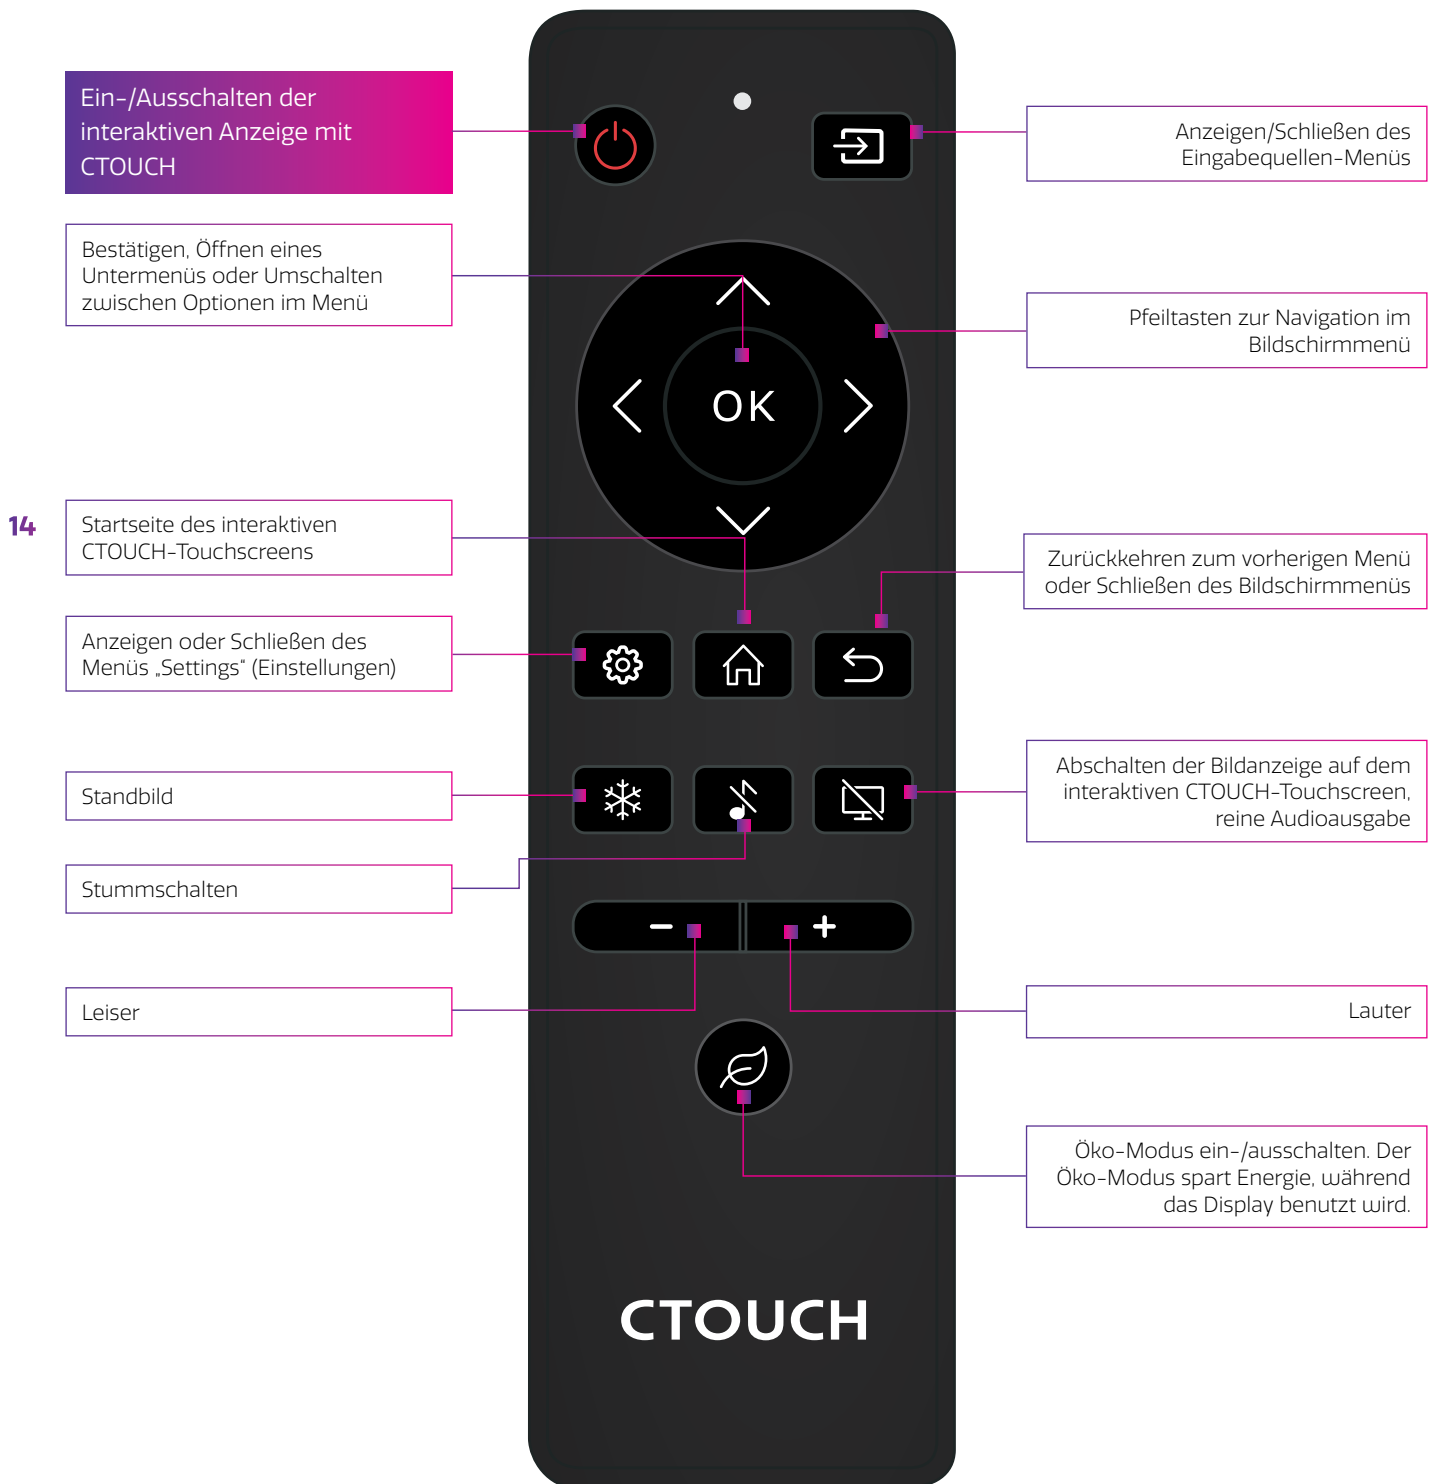 Ein-/Ausschalten der
interaktiven Anzeige mit
CTOUCH
Anzeigen/Schließen des
Eingabequellen-Menüs
Bestätigen, Öffnen eines
Untermenüs oder Umschalten
zwischen Optionen im Menü
Pfeiltasten zur Navigation im
Bildschirmmenü
OK
14
Startseite des interaktiven
CTOUCH-Touchscreens
Zurückkehren zum vorherigen Menü
oder Schließen des Bildschirmmenüs
Anzeigen oder Schließen des
Menüs „Settings“ (Einstellungen)
Standbild
Abschalten der Bildanzeige auf dem
interaktiven CTOUCH-Touchscreen,
reine Audioausgabe
Stummschalten
− +
Leiser
Lauter
Öko-Modus ein-/ausschalten. Der
Öko-Modus spart Energie, während
das Display benutzt wird.
CTOUCH